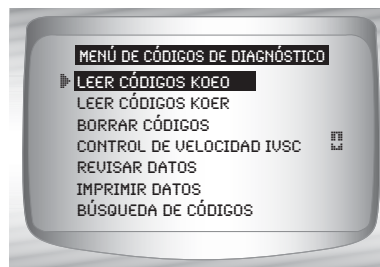 MENÚ DE CÓDIGOS DE DIAGNÓSTICO
LEER CÓDIGOS KOEO
LEER CÓDIGOS KOER
BORRAR CÓDIGOS
CONTROL DE VELOCIDAD IVSC
REVISAR DATOS
IMPRIMIR DATOS
BÚSQUEDA DE CÓDIGOS